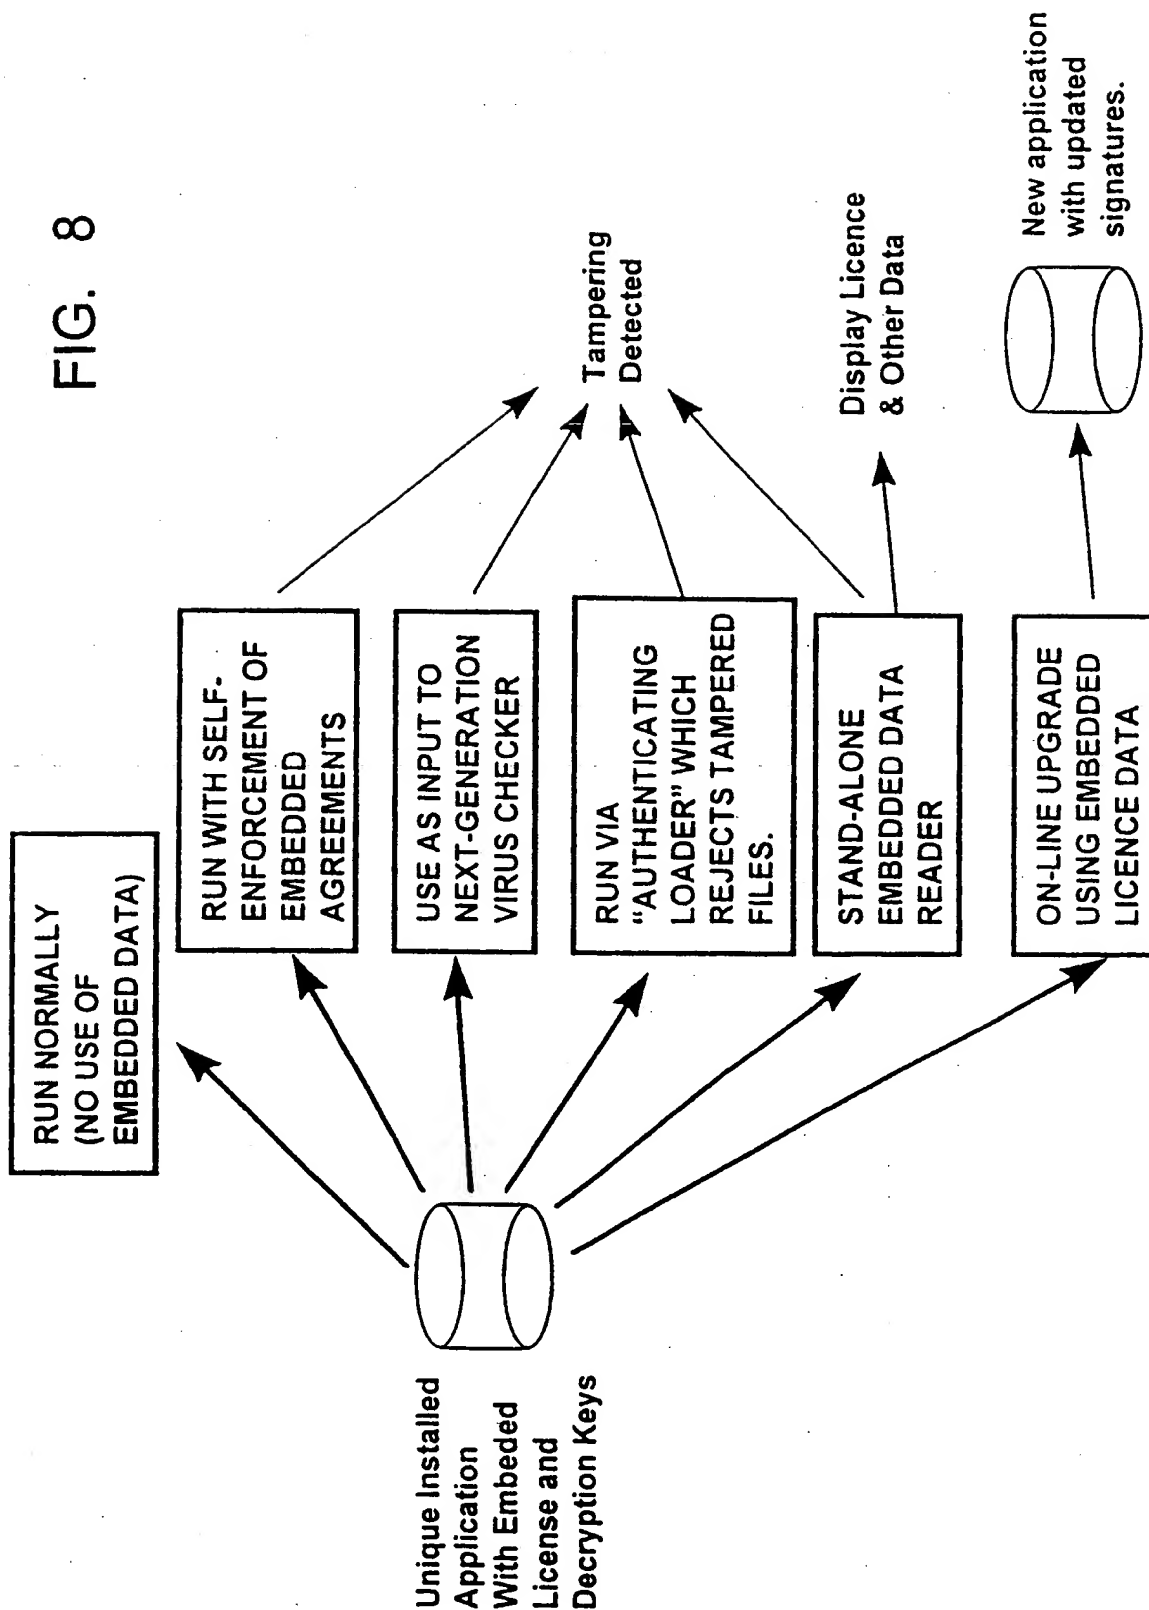 FIG. 8
Unique Installed
Application
With Embeded
License and
Decryption Keys
RUN NORMALLY
(NO USE OF
EMBEDDED DATA)
RUN WITH SELF-
ENFORCEMENT OF
EMBEDDED
AGREEMENTS
USE AS INPUT TO
NEXT-GENERATION
VIRUS CHECKER
RUN VIA
“AUTHENTICATING
LOADER” WHICH
REJECTS TAMPERED
FILES.
STAND-ALONE
EMBEDDED DATA
READER
ON-LINE UPGRADE
USING EMBEDDED
LICENCE DATA
Tampering
Detected
Display Licence
& Other Data
New application
with updated
signatures.